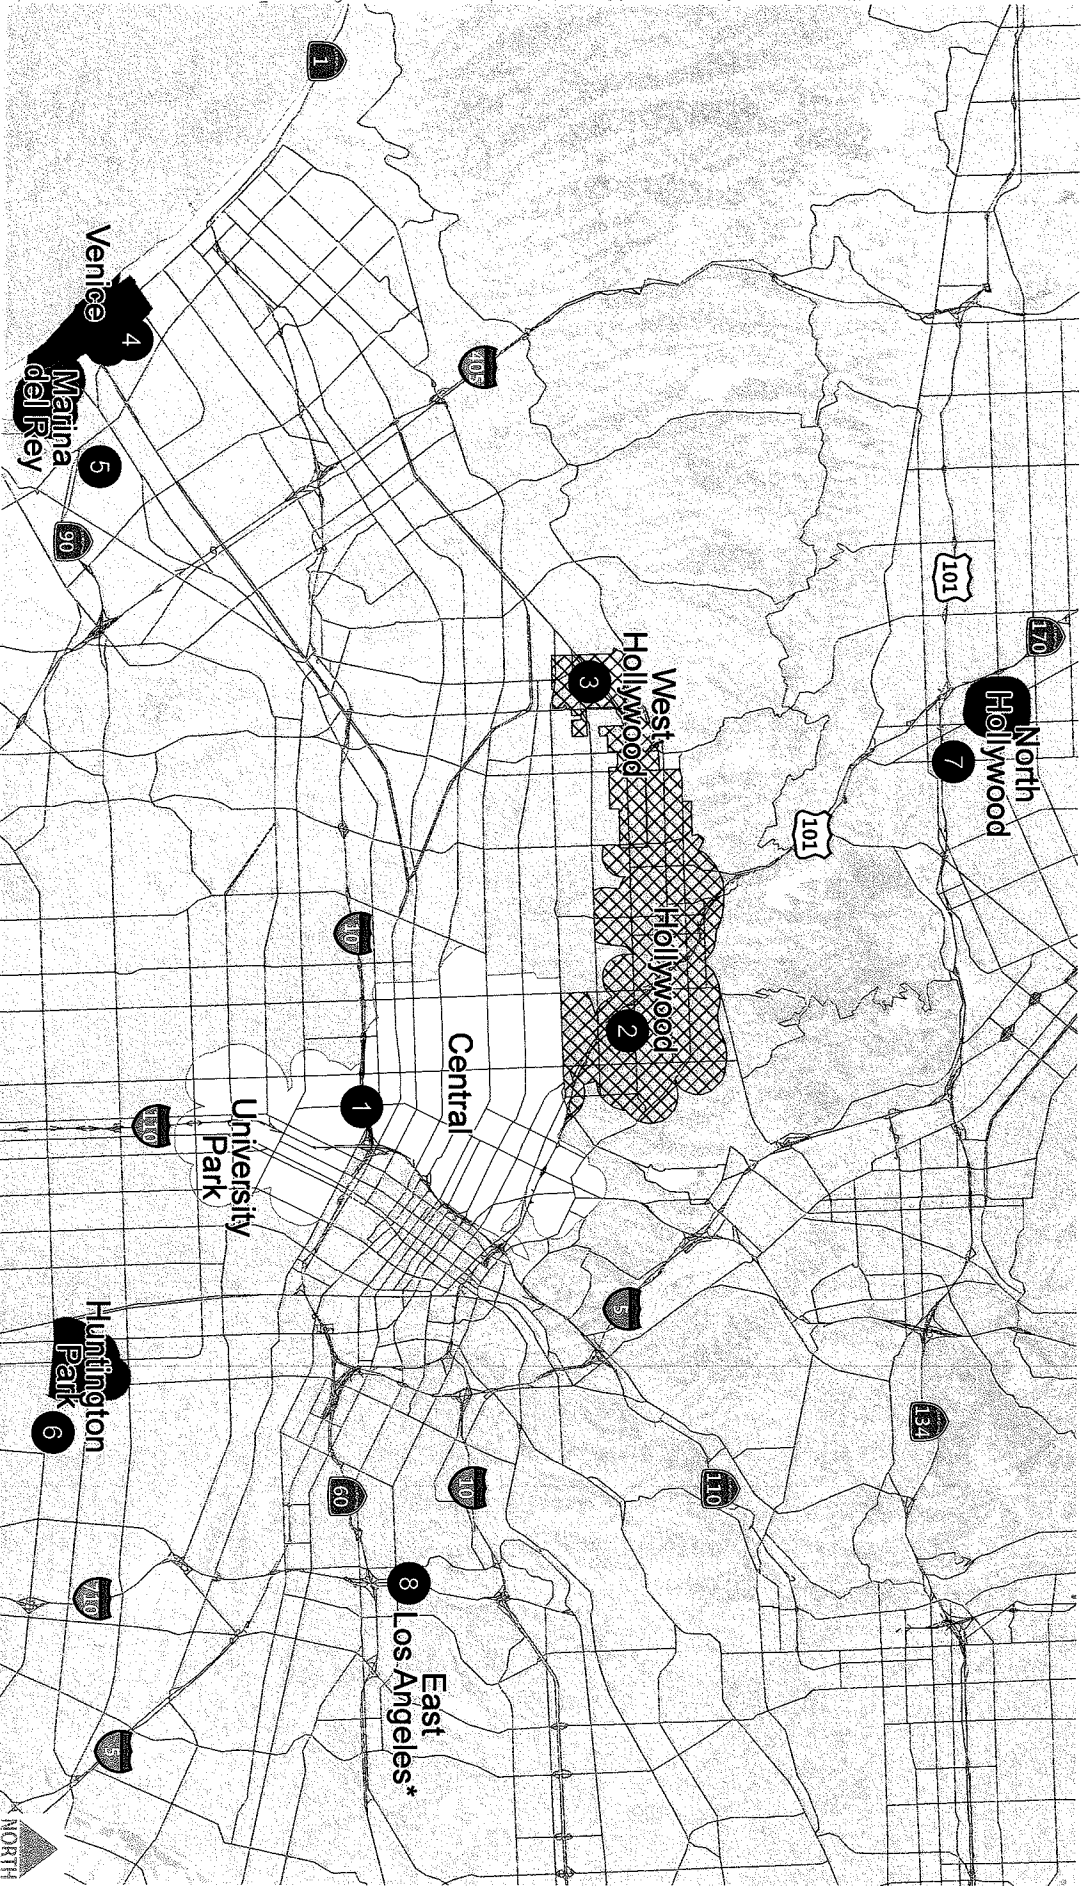 1
405
101
170
101
North
Hollywood
7
Venice
4
Marina
del Rey
5
90
West
Hollywood
3
Hollywood
2
10
Central
1
110
University
Park
5
134
110
10
60
Huntington
Park
6
8
East
Los Angeles*
710
5
NORTH